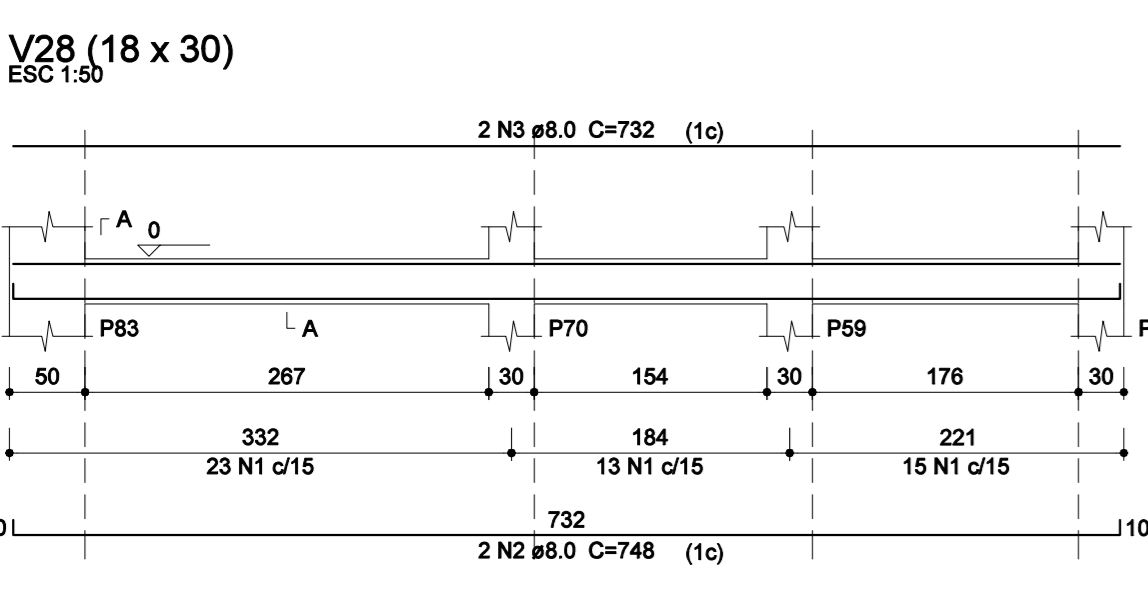 V28 (18 x 30)
ESC 1:50
2 N3 ø8.0 C=732 (1c)
A
0
P83
A
P70
P59
P
50 267 30 154 30 176 30
332 184 221
23 N1 c/15 13 N1 c/15 15 N1 c/15
0 732 10
2 N2 ø8.0 C=748 (1c)